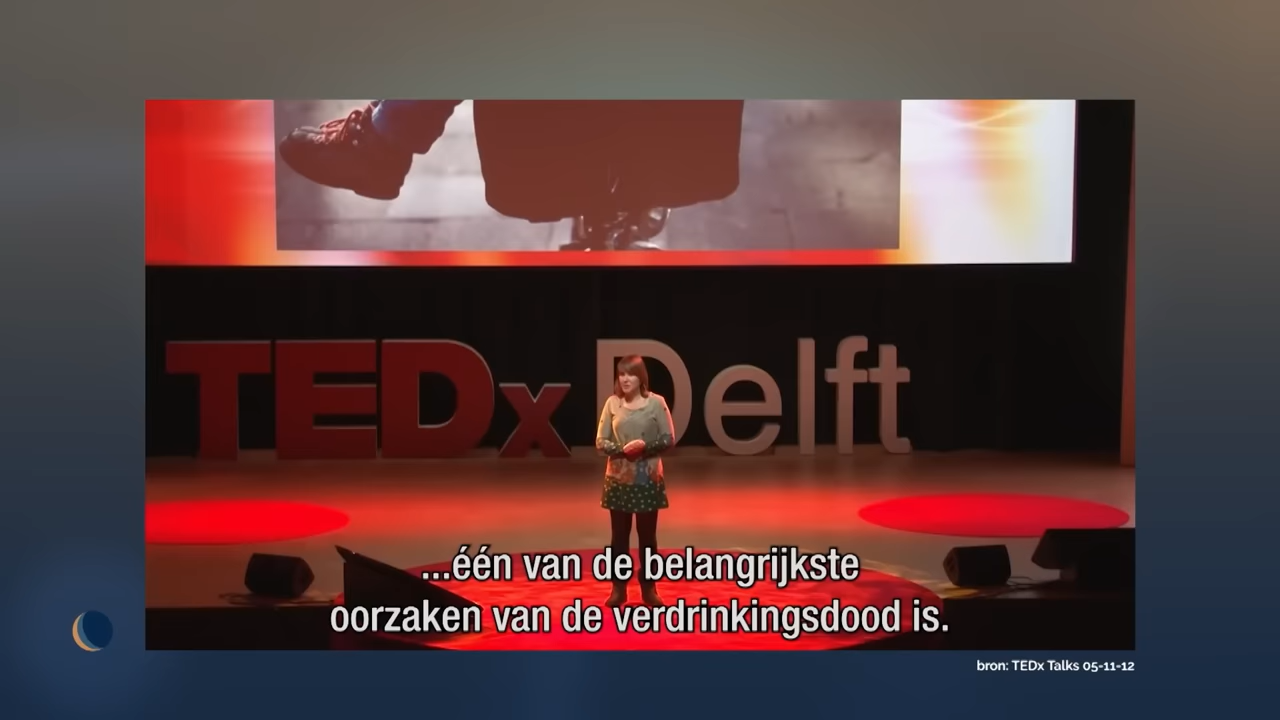 TEDx Delft
...één van de belangrijkste
oorzaken van de verdrinkingsdood is.
bron: TEDx Talks 05-11-12